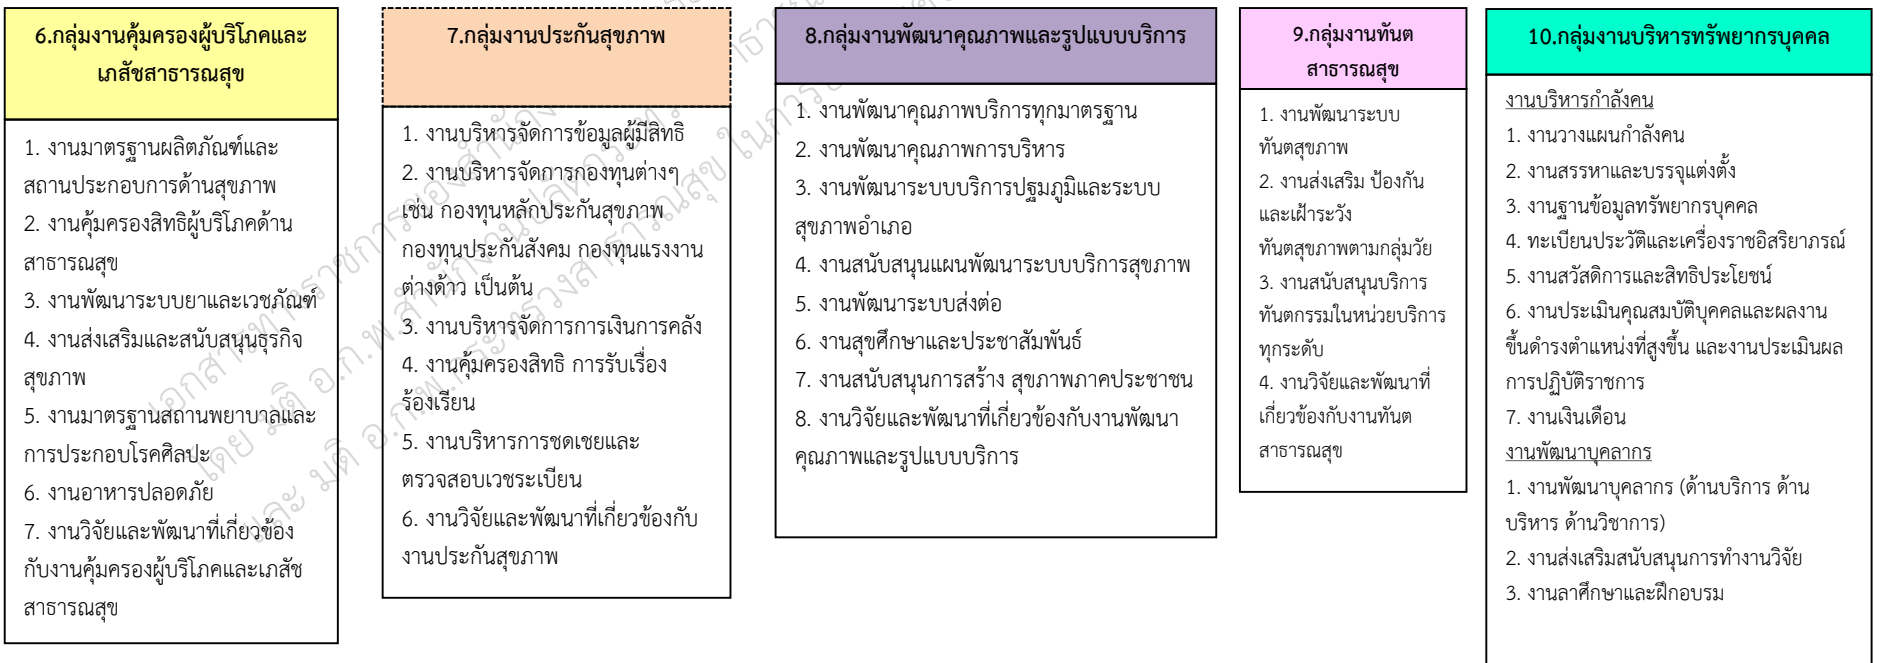 6.กลุ่มงานคุ้มครองผู้บริโภคและ
เภสัชสาธารณสุข
1. งานมาตรฐานผลิตภัณฑ์และ
สถานประกอบการด้านสุขภาพ
2. งานคุ้มครองสิทธิผู้บริโภคด้าน
สาธารณสุข
3. งานพัฒนาระบบยาและเวชภัณฑ์
4. งานส่งเสริมและสนับสนุนธุรกิจ
สุขภาพ
5. งานมาตรฐานสถานพยาบาลและ
การประกอบโรคศิลปะ
6. งานอาหารปลอดภัย
7. งานวิจัยและพัฒนาที่เกี่ยวข้อง
กับงานคุ้มครองผู้บริโภคและเภสัช
สาธารณสุข
7.กลุ่มงานประกันสุขภาพ
1. งานบริหารจัดการข้อมูลผู้มีสิทธิ
2. งานบริหารจัดการกองทุนต่างๆ
เช่น กองทุนหลักประกันสุขภาพ
กองทุนประกันสังคม กองทุนแรงงาน
ต่างด้าว เป็นต้น
3. งานบริหารจัดการการเงินการคลัง
4. งานคุ้มครองสิทธิ การรับเรื่อง
ร้องเรียน
5. งานบริหารการชดเชยและ
ตรวจสอบเวชระเบียน
6. งานวิจัยและพัฒนาที่เกี่ยวข้องกับ
งานประกันสุขภาพ
8.กลุ่มงานพัฒนาคุณภาพและรูปแบบบริการ
1. งานพัฒนาคุณภาพบริการทุกมาตรฐาน
2. งานพัฒนาคุณภาพการบริหาร
3. งานพัฒนาระบบบริการปฐมภูมิและระบบ
สุขภาพอำเภอ
4. งานสนับสนุนแผนพัฒนาระบบบริการสุขภาพ
5. งานพัฒนาระบบส่งต่อ
6. งานสุขศึกษาและประชาสัมพันธ์
7. งานสนับสนุนการสร้าง สุขภาพภาคประชาชน
8. งานวิจัยและพัฒนาที่เกี่ยวข้องกับงานพัฒนา
คุณภาพและรูปแบบบริการ
9.กลุ่มงานทันต
สาธารณสุข
1. งานพัฒนาระบบ
ทันตสุขภาพ
2. งานส่งเสริม ป้องกัน
และเฝ้าระวัง
ทันตสุขภาพตามกลุ่มวัย
3. งานสนับสนุนบริการ
ทันตกรรมในหน่วยบริการ
ทุกระดับ
4. งานวิจัยและพัฒนาที่
เกี่ยวข้องกับงานทันต
สาธารณสุข
10.กลุ่มงานบริหารทรัพยากรบุคคล
งานบริหารกำลังคน
1. งานวางแผนกำลังคน
2. งานสรรหาและบรรจุแต่งตั้ง
3. งานฐานข้อมูลทรัพยากรบุคคล
4. ทะเบียนประวัติและเครื่องราชอิสริยาภรณ์
5. งานสวัสดิการและสิทธิประโยชน์
6. งานประเมินคุณสมบัติบุคคลและผลงาน
ขึ้นดำรงตำแหน่งที่สูงขึ้น และงานประเมินผล
การปฏิบัติราชการ
7. งานเงินเดือน
งานพัฒนาบุคลากร
1. งานพัฒนาบุคลากร (ด้านบริการ ด้าน
บริหาร ด้านวิชาการ)
2. งานส่งเสริมสนับสนุนการทำงานวิจัย
3. งานลาศึกษาและฝึกอบรม